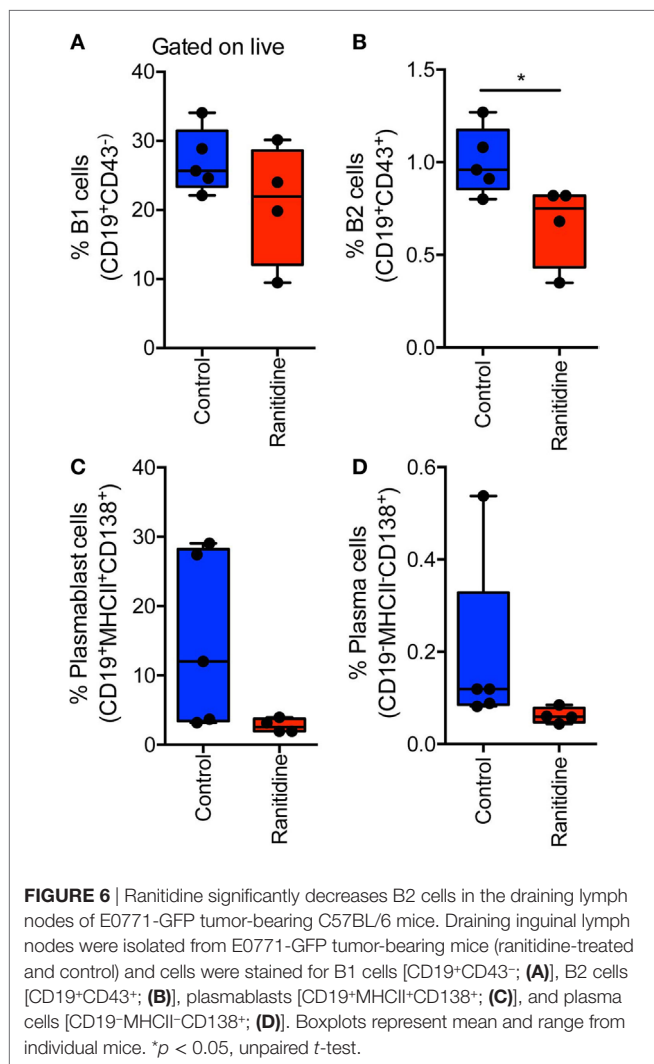 A
Gated on live
% B1 cells
(CD19⁺CD43⁻)
40
30
20
10
0
Control
Ranitidine
B
% B2 cells
(CD19⁺CD43⁺)
1.5
1.0
0.5
0.0
*
Control
Ranitidine
C
% Plasmablast cells
(CD19⁺MHCII⁺CD138⁺)
40
30
20
10
0
Control
Ranitidine
D
% Plasma cells
(CD19⁻MHCII⁻CD138⁺)
0.6
0.4
0.2
0.0
Control
Ranitidine
FIGURE 6 | Ranitidine significantly decreases B2 cells in the draining lymph
nodes of E0771-GFP tumor-bearing C57BL/6 mice. Draining inguinal lymph
nodes were isolated from E0771-GFP tumor-bearing mice (ranitidine-treated
and control) and cells were stained for B1 cells [CD19⁺CD43⁻; (A)], B2 cells
[CD19⁺CD43⁺; (B)], plasmablasts [CD19⁺MHCII⁺CD138⁺; (C)], and plasma
cells [CD19⁻MHCII⁻CD138⁺; (D)]. Boxplots represent mean and range from
individual mice. *p < 0.05, unpaired t-test.